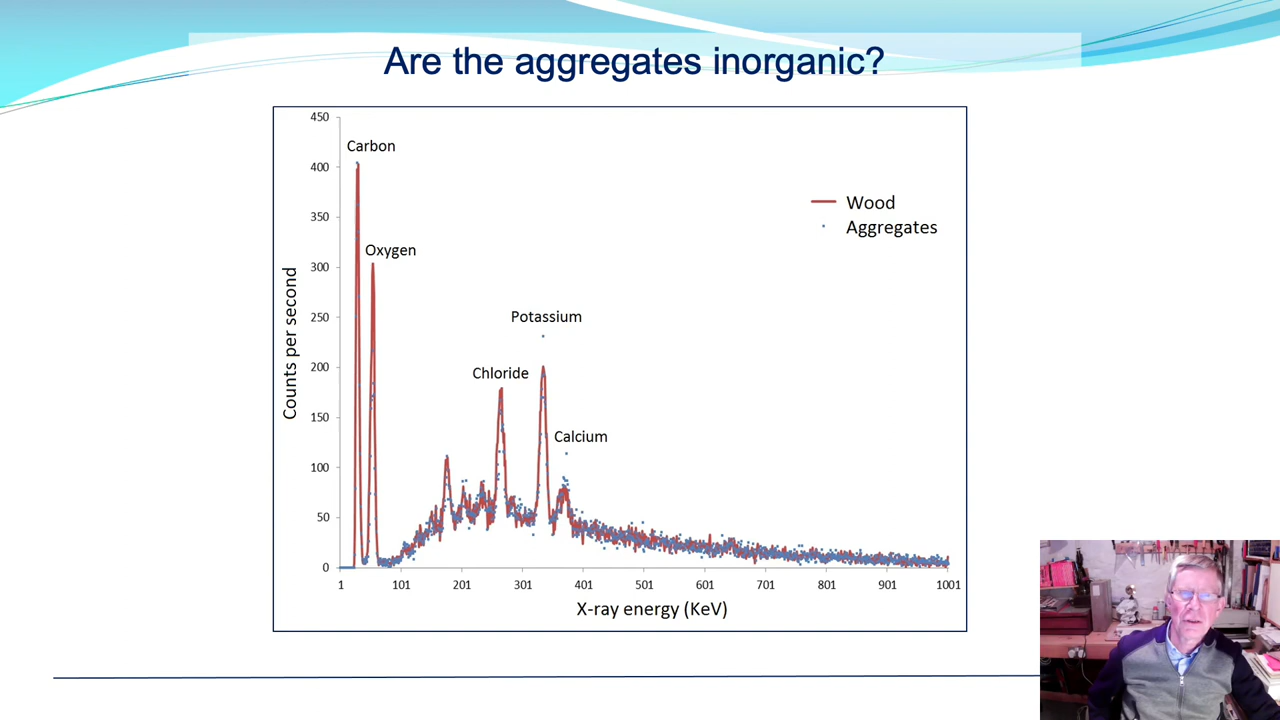 Are the aggregates inorganic?
450
400
350
300
250
200
150
100
50
0
Counts per second
Carbon
Oxygen
Potassium
Chloride
Calcium
Wood
Aggregates
1 101 201 301 401 501 601 701 801 901 1001
X-ray energy (KeV)